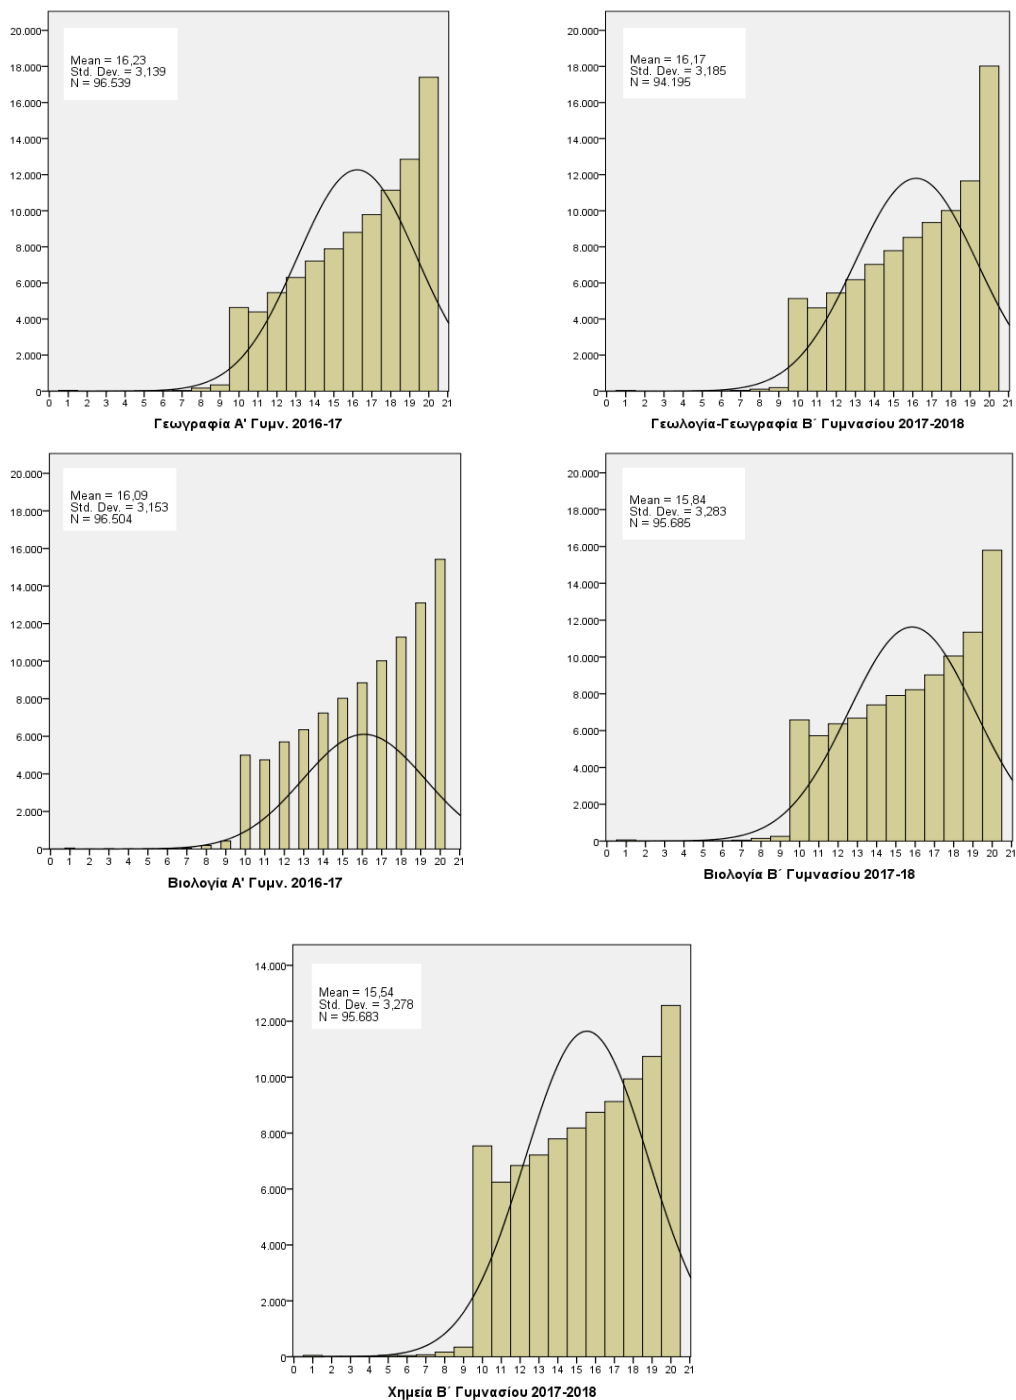 20.000
18.000
16.000
14.000
12.000
10.000
8.000
6.000
4.000
2.000
0
Mean = 16,23
Std. Dev. = 3,139
N = 96.539
0 1 2 3 4 5 6 7 8 9 10 11 12 13 14 15 16 17 18 19 20 21
Γεωγραφία Α' Γυμν. 2016-17
20.000
18.000
16.000
14.000
12.000
10.000
8.000
6.000
4.000
2.000
0
Mean = 16,17
Std. Dev. = 3,185
N = 94.195
0 1 2 3 4 5 6 7 8 9 10 11 12 13 14 15 16 17 18 19 20 21
Γεωλογία-Γεωγραφία Β΄ Γυμνασίου 2017-2018
20.000
18.000
16.000
14.000
12.000
10.000
8.000
6.000
4.000
2.000
0
Mean = 16,09
Std. Dev. = 3,153
N = 96.504
0 1 2 3 4 5 6 7 8 9 10 11 12 13 14 15 16 17 18 19 20 21
Βιολογία Α' Γυμν. 2016-17
20.000
18.000
16.000
14.000
12.000
10.000
8.000
6.000
4.000
2.000
0
Mean = 15,84
Std. Dev. = 3,283
N = 95.685
0 1 2 3 4 5 6 7 8 9 10 11 12 13 14 15 16 17 18 19 20 21
Βιολογία Β΄ Γυμνασίου 2017-18
14.000
12.000
10.000
8.000
6.000
4.000
2.000
0
Mean = 15,54
Std. Dev. = 3,278
N = 95.683
0 1 2 3 4 5 6 7 8 9 10 11 12 13 14 15 16 17 18 19 20 21
Χημεία Β΄ Γυμνασίου 2017-2018